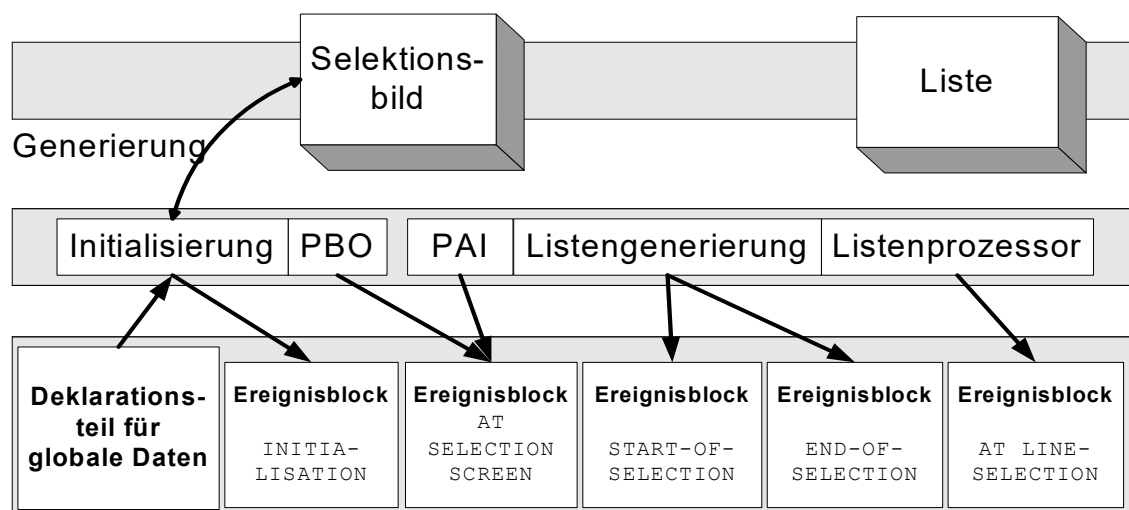 Selektions-
bild
Liste
Generierung
Initialisierung
PBO
PAI
Listengenerierung
Listenprozessor
Deklarations-
teil für
globale Daten
Ereignisblock
INITIA-
LISATION
Ereignisblock
AT
SELECTION
SCREEN
Ereignisblock
START-OF-
SELECTION
Ereignisblock
END-OF-
SELECTION
Ereignisblock
AT LINE-
SELECTION